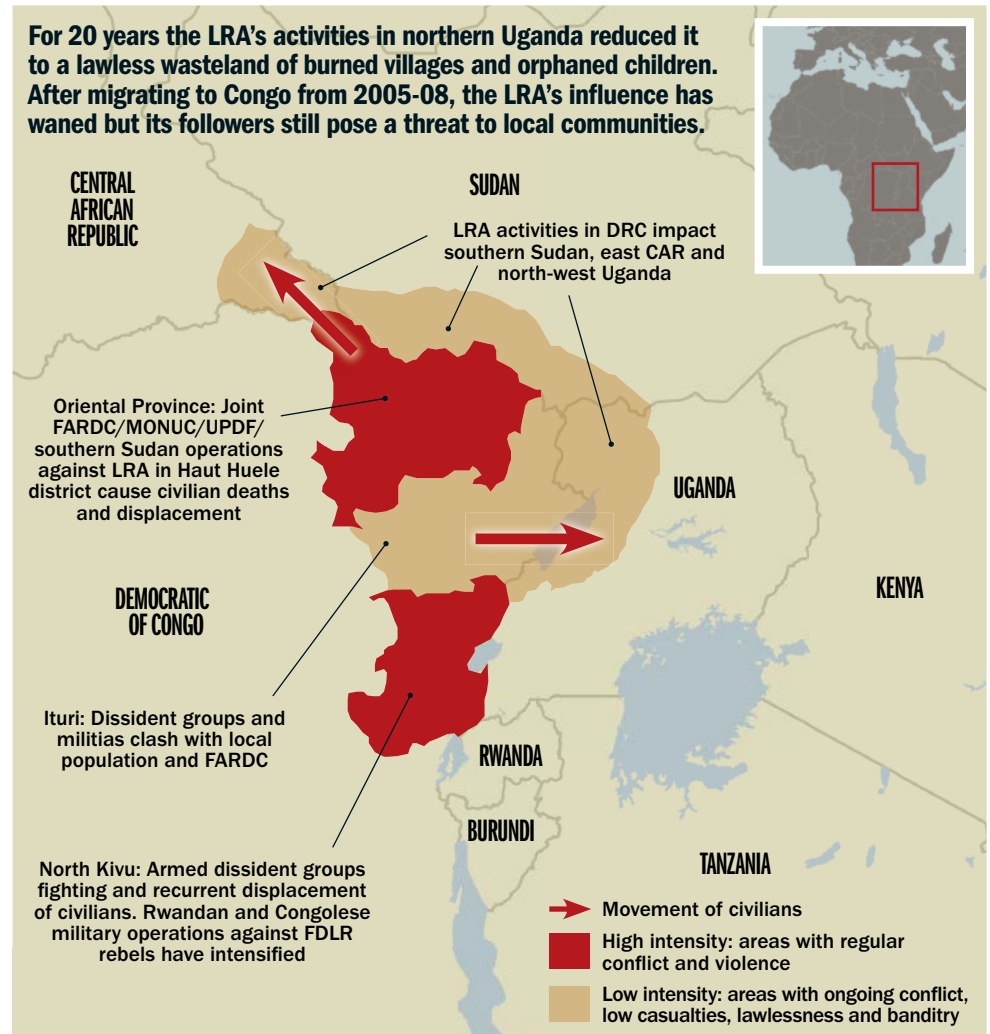 For 20 years the LRA's activities in northern Uganda reduced it
to a lawless wasteland of burned villages and orphaned children.
After migrating to Congo from 2005-08, the LRA's influence has
waned but its followers still pose a threat to local communities.
CENTRAL
AFRICAN
REPUBLIC
SUDAN
LRA activities in DRC impact
southern Sudan, east CAR and
north-west Uganda
Oriental Province: Joint
FARDC/MONUC/UPDF/
southern Sudan operations
against LRA in Haut Huele
district cause civilian deaths
and displacement
UGANDA
KENYA
DEMOCRATIC
OF CONGO
Ituri: Dissident groups and
militias clash with local
population and FARDC
RWANDA
BURUNDI
TANZANIA
North Kivu: Armed dissident groups
fighting and recurrent displacement
of civilians. Rwandan and Congolese
military operations against FDLR
rebels have intensified
Movement of civilians
High intensity: areas with regular
conflict and violence
Low intensity: areas with ongoing conflict,
low casualties, lawlessness and banditry